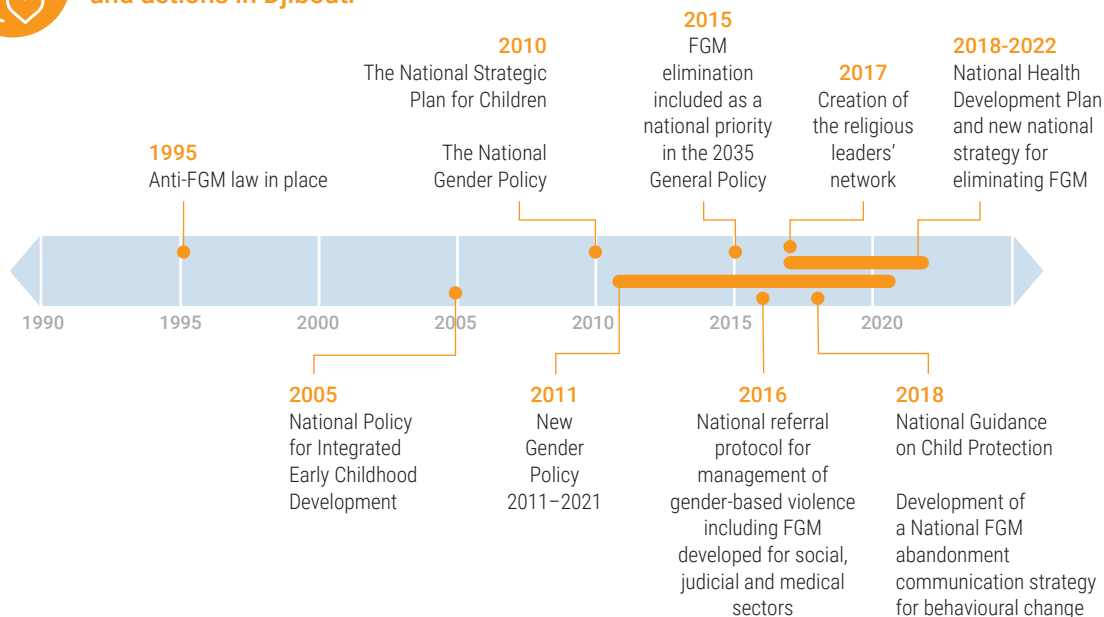 and actions in Djibouti
2010
The National Strategic
Plan for Children
The National
Gender Policy
2015
FGM
elimination
included as a
national priority
in the 2035
General Policy
2017
Creation of
the religious
leaders’
network
2018-2022
National Health
Development Plan
and new national
strategy for
eliminating FGM
1995
Anti-FGM law in place
1990
1995
2000
2005
2010
2015
2020
2005
National Policy
for Integrated
Early Childhood
Development
2011
New
Gender
Policy
2011–2021
2016
National referral
protocol for
management of
gender-based violence
including FGM
developed for social,
judicial and medical
sectors
2018
National Guidance
on Child Protection
Development of
a National FGM
abandonment
communication strategy
for behavioural change